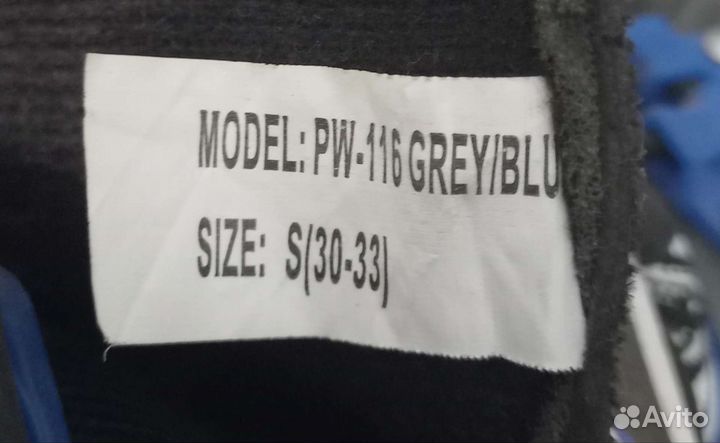 MODEL: PW-116 GREY/BLU
SIZE: S(30-33)
Avito